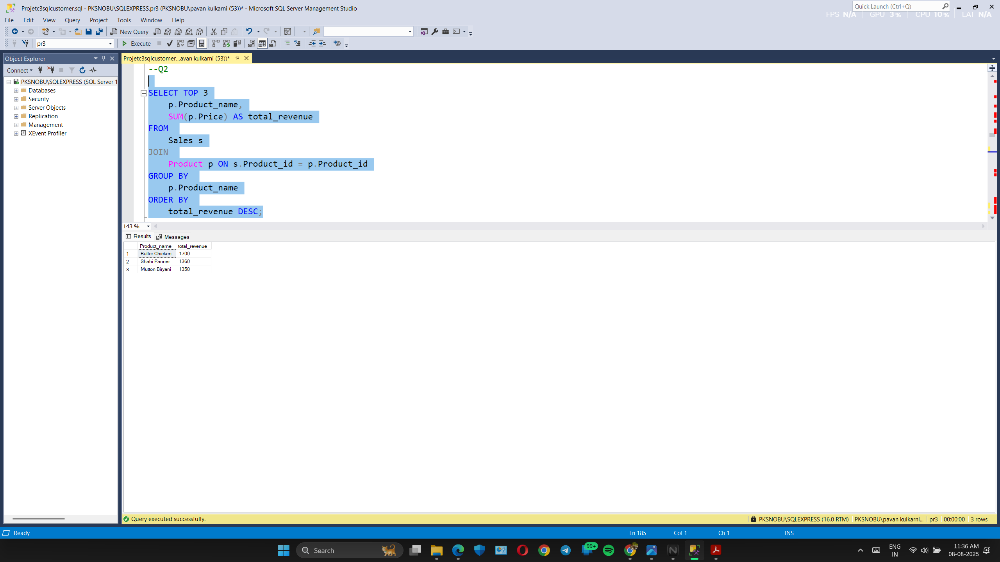 Projetc3sqlcustomer.sql - PKSNOBU\SQLEXPRESS.pr3 (PKSNOBU\pavan kulkarni (53))* - Microsoft SQL Server Management Studio
Quick Launch (Ctrl+Q)
FPS N/A GPU 3% CPU 10% LAT N/A
File Edit View Query Project Tools Window Help
New Query MDX DMX XMLA DAX
pr3 Execute
Object Explorer
Projetc3sqlcustomer...avan kulkarni (53))*
Connect
PKSNOBU\SQLEXPRESS (SQL Server 1
Databases
Security
Server Objects
Replication
Management
XEvent Profiler
--Q2
SELECT TOP 3
p.Product_name,
SUM(p.Price) AS total_revenue
FROM
Sales s
JOIN
Product p ON s.Product_id = p.Product_id
GROUP BY
p.Product_name
ORDER BY
total_revenue DESC;
143 %
Results Messages
Product_name total_revenue
1 Butter Chicken 1700
2 Shahi Panner 1360
3 Mutton Biryani 1350
Query executed successfully.
PKSNOBU\SQLEXPRESS (16.0 RTM) PKSNOBU\pavan kulkarni... pr3 00:00:00 3 rows
Ready Ln 185 Col 1 Ch 1 INS
Search
99+
ENG
IN
11:36 AM
08-08-2025